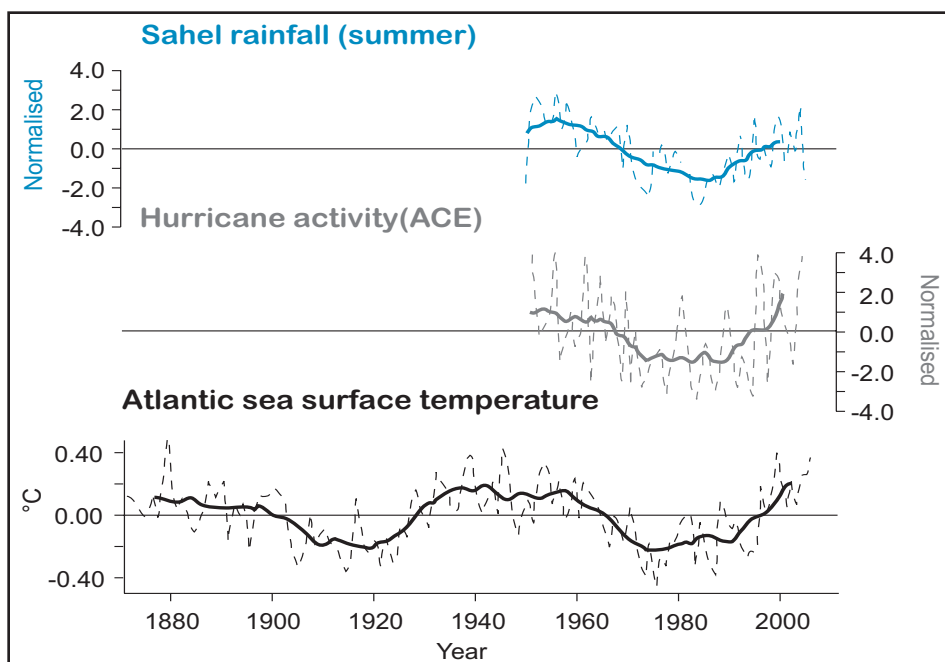 Sahel rainfall (summer)
Normalised
4.0
2.0
0.0
-2.0
-4.0
Hurricane activity(ACE)
4.0
2.0
0.0
-2.0
-4.0
Normalised
Atlantic sea surface temperature
°C
0.40
0.00
-0.40
1880 1900 1920 1940 1960 1980 2000
Year